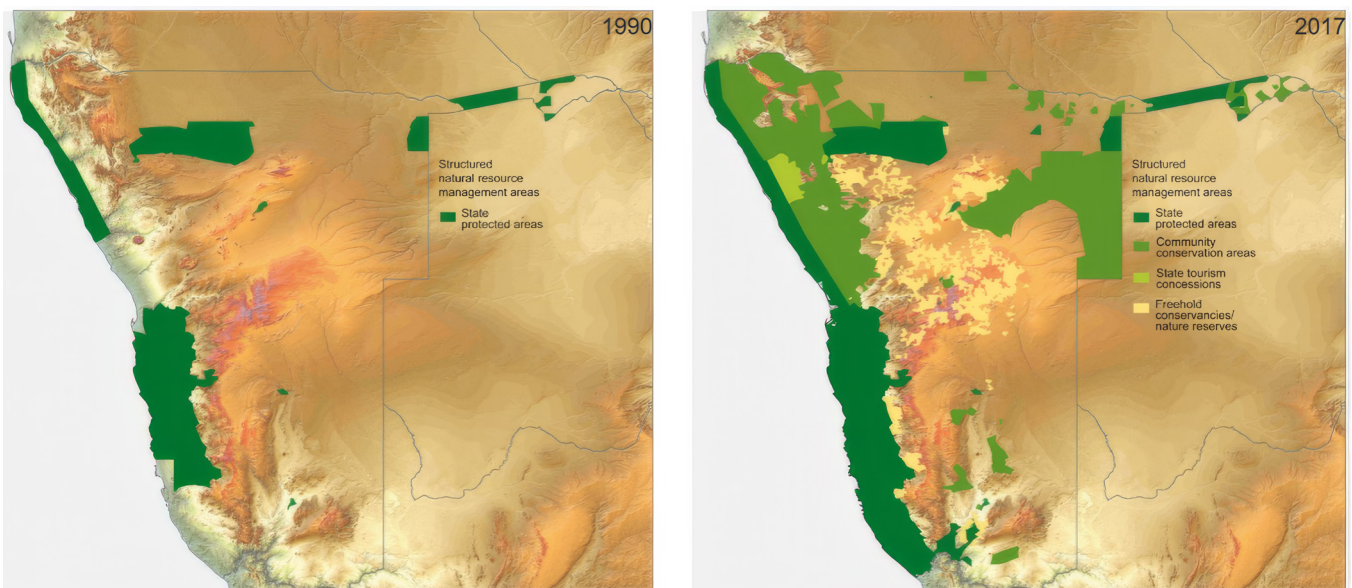 1990
Structured
natural resource
management areas
State
protected areas
2017
Structured
natural resource
management areas
State
protected areas
Community
conservation areas
State tourism
concessions
Freehold
conservancies/
nature reserves